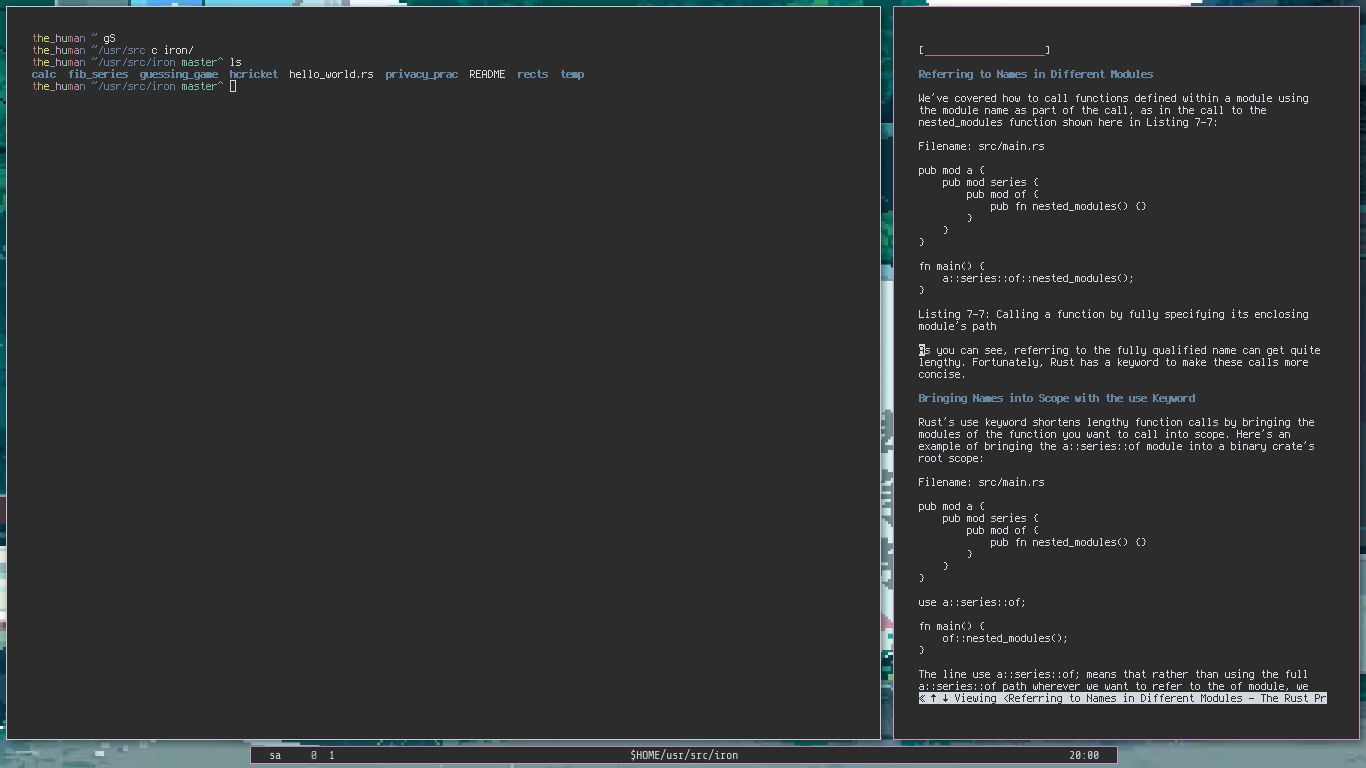 the_human ~ gS
the_human ~/usr/src c iron/
the_human ~/usr/src/iron master^ ls
calc fib_series guessing_game hcricket hello_world.rs privacy_prac README rects temp
the_human ~/usr/src/iron master^
[____________________]
Referring to Names in Different Modules
We've covered how to call functions defined within a module using
the module name as part of the call, as in the call to the
nested_modules function shown here in Listing 7-7:
Filename: src/main.rs
pub mod a {
    pub mod series {
        pub mod of {
            pub fn nested_modules() {}
        }
    }
}
fn main() {
    a::series::of::nested_modules();
}
Listing 7-7: Calling a function by fully specifying its enclosing
module's path
As you can see, referring to the fully qualified name can get quite
lengthy. Fortunately, Rust has a keyword to make these calls more
concise.
Bringing Names into Scope with the use Keyword
Rust's use keyword shortens lengthy function calls by bringing the
modules of the function you want to call into scope. Here's an
example of bringing the a::series::of module into a binary crate's
root scope:
Filename: src/main.rs
pub mod a {
    pub mod series {
        pub mod of {
            pub fn nested_modules() {}
        }
    }
}
use a::series::of;
fn main() {
    of::nested_modules();
}
The line use a::series::of; means that rather than using the full
a::series::of path wherever we want to refer to the of module, we
≪ ↑ ↓ Viewing <Referring to Names in Different Modules - The Rust Pr
sa 0 1 $HOME/usr/src/iron 20:00